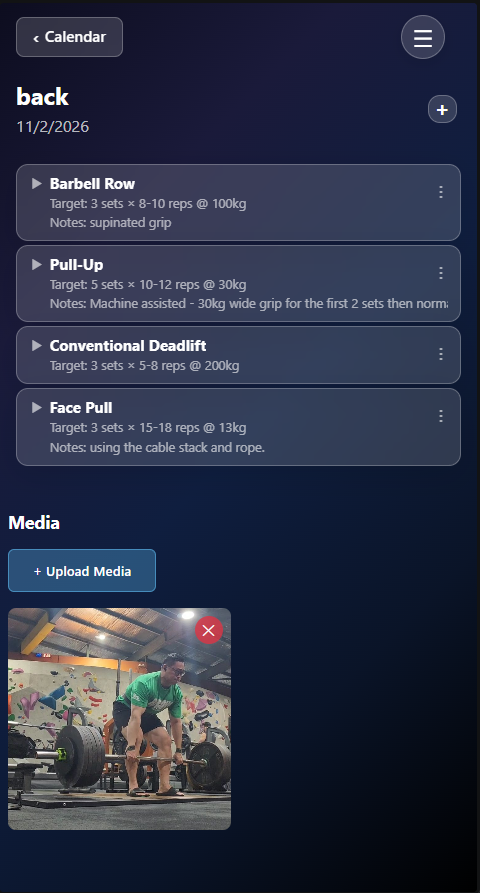 ‹ Calendar
back
11/2/2026
+
Barbell Row
Target: 3 sets × 8-10 reps @ 100kg
Notes: supinated grip
Pull-Up
Target: 5 sets × 10-12 reps @ 30kg
Notes: Machine assisted - 30kg wide grip for the first 2 sets then norma
Conventional Deadlift
Target: 3 sets × 5-8 reps @ 200kg
Face Pull
Target: 3 sets × 15-18 reps @ 13kg
Notes: using the cable stack and rope.
Media
+ Upload Media